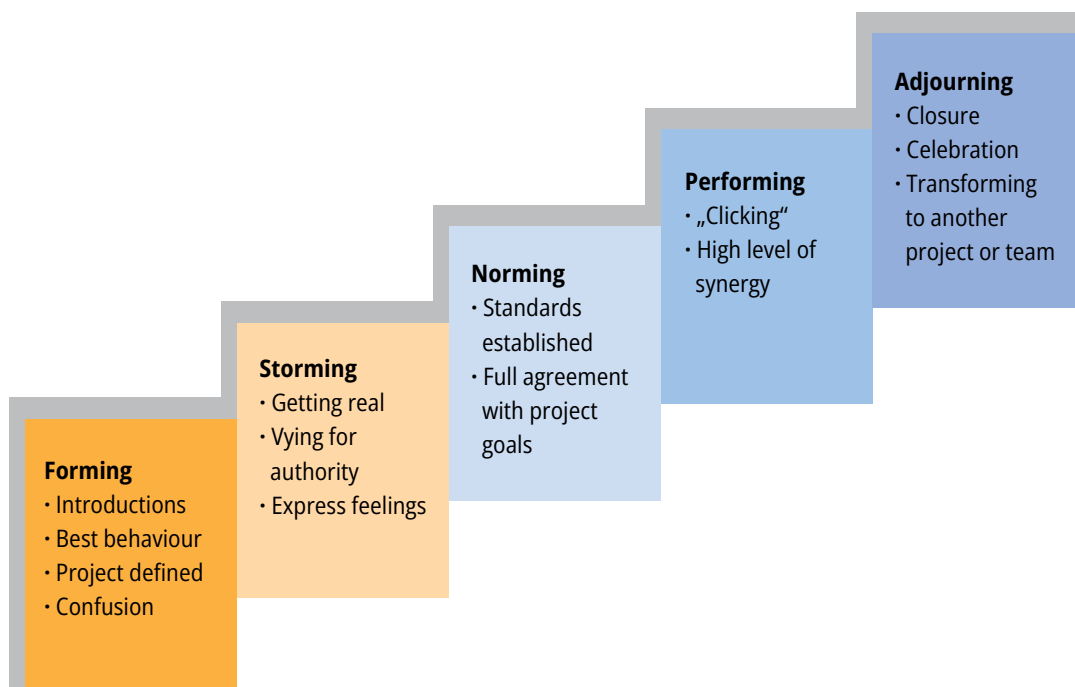 Forming
· Introductions
· Best behaviour
· Project defined
· Confusion
Storming
· Getting real
· Vying for
authority
· Express feelings
Norming
· Standards
established
· Full agreement
with project
goals
Performing
· „Clicking“
· High level of
synergy
Adjourning
· Closure
· Celebration
· Transforming
to another
project or team